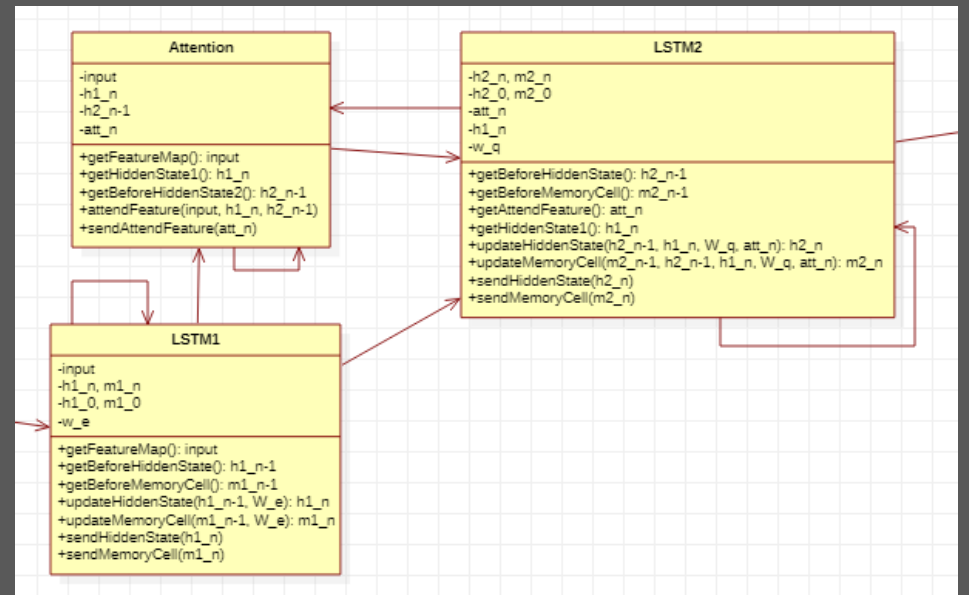 Attention
-input
-h1_n
-h2_n-1
-att_n
+getFeatureMap(): input
+getHiddenState1(): h1_n
+getBeforeHiddenState2(): h2_n-1
+attendFeature(input, h1_n, h2_n-1)
+sendAttendFeature(att_n)
LSTM2
-h2_n, m2_n
-h2_0, m2_0
-att_n
-h1_n
-w_q
+getBeforeHiddenState(): h2_n-1
+getBeforeMemoryCell(): m2_n-1
+getAttendFeature(): att_n
+getHiddenState1(): h1_n
+updateHiddenState(h2_n-1, h1_n, W_q, att_n): h2_n
+updateMemoryCell(m2_n-1, h2_n-1, h1_n, W_q, att_n): m2_n
+sendHiddenState(h2_n)
+sendMemoryCell(m2_n)
LSTM1
-input
-h1_n, m1_n
-h1_0, m1_0
-w_e
+getFeatureMap(): input
+getBeforeHiddenState(): h1_n-1
+getBeforeMemoryCell(): m1_n-1
+updateHiddenState(h1_n-1, W_e): h1_n
+updateMemoryCell(m1_n-1, W_e): m1_n
+sendHiddenState(h1_n)
+sendMemoryCell(m1_n)